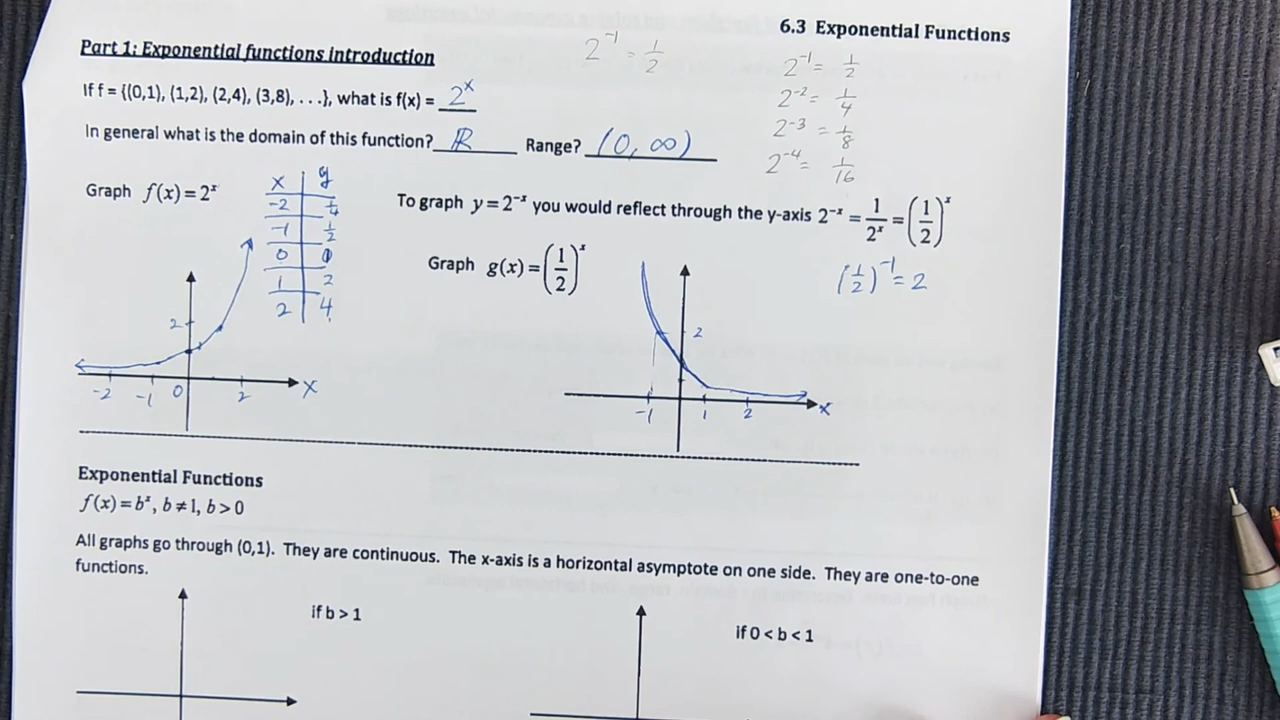 6.3 Exponential Functions
Part 1: Exponential functions introduction
2⁻¹ = 1/2
2⁻¹ = 1/2
2⁻² = 1/4
2⁻³ = 1/8
2⁻⁴ = 1/16
If f = {(0,1), (1,2), (2,4), (3,8), . . .}, what is f(x) = 2ˣ
In general what is the domain of this function? ℝ Range? (0, ∞)
Graph f(x) = 2ˣ
x | y
-2 | 1/4
-1 | 1/2
0 | 1
1 | 2
2 | 4
2
-2 -1 0 2 X
To graph y = 2⁻ˣ you would reflect through the y-axis 2⁻ˣ = 1/2ˣ = (1/2)ˣ
Graph g(x) = (1/2)ˣ
(1/2)⁻¹ = 2
2
-1 1 2 x
Exponential Functions
f(x) = bˣ, b ≠ 1, b > 0
All graphs go through (0,1). They are continuous. The x-axis is a horizontal asymptote on one side. They are one-to-one
functions.
if b > 1
if 0 < b < 1